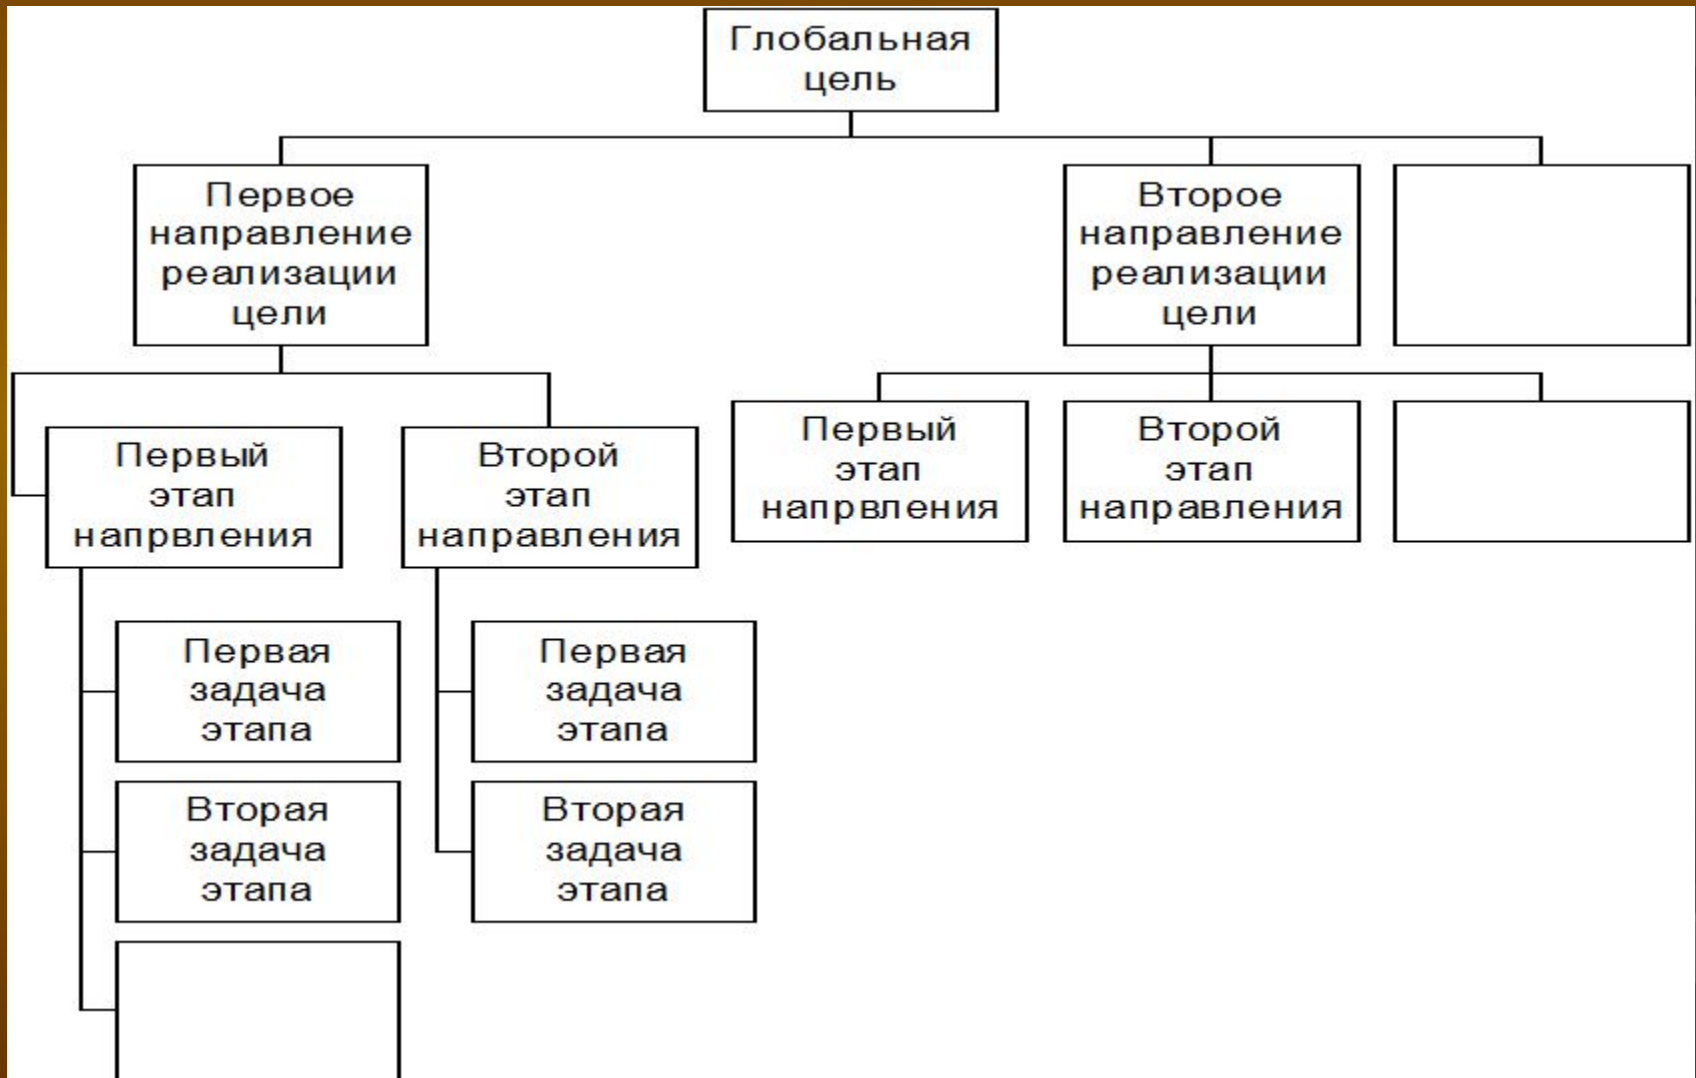 Глобальная
цель
Первое
направление
реализации
цели
Второе
направление
реализации
цели
Первый
этап
напрвления
Второй
этап
направления
Первый
этап
напрвления
Второй
этап
направления
Первая
задача
этапа
Первая
задача
этапа
Вторая
задача
этапа
Вторая
задача
этапа